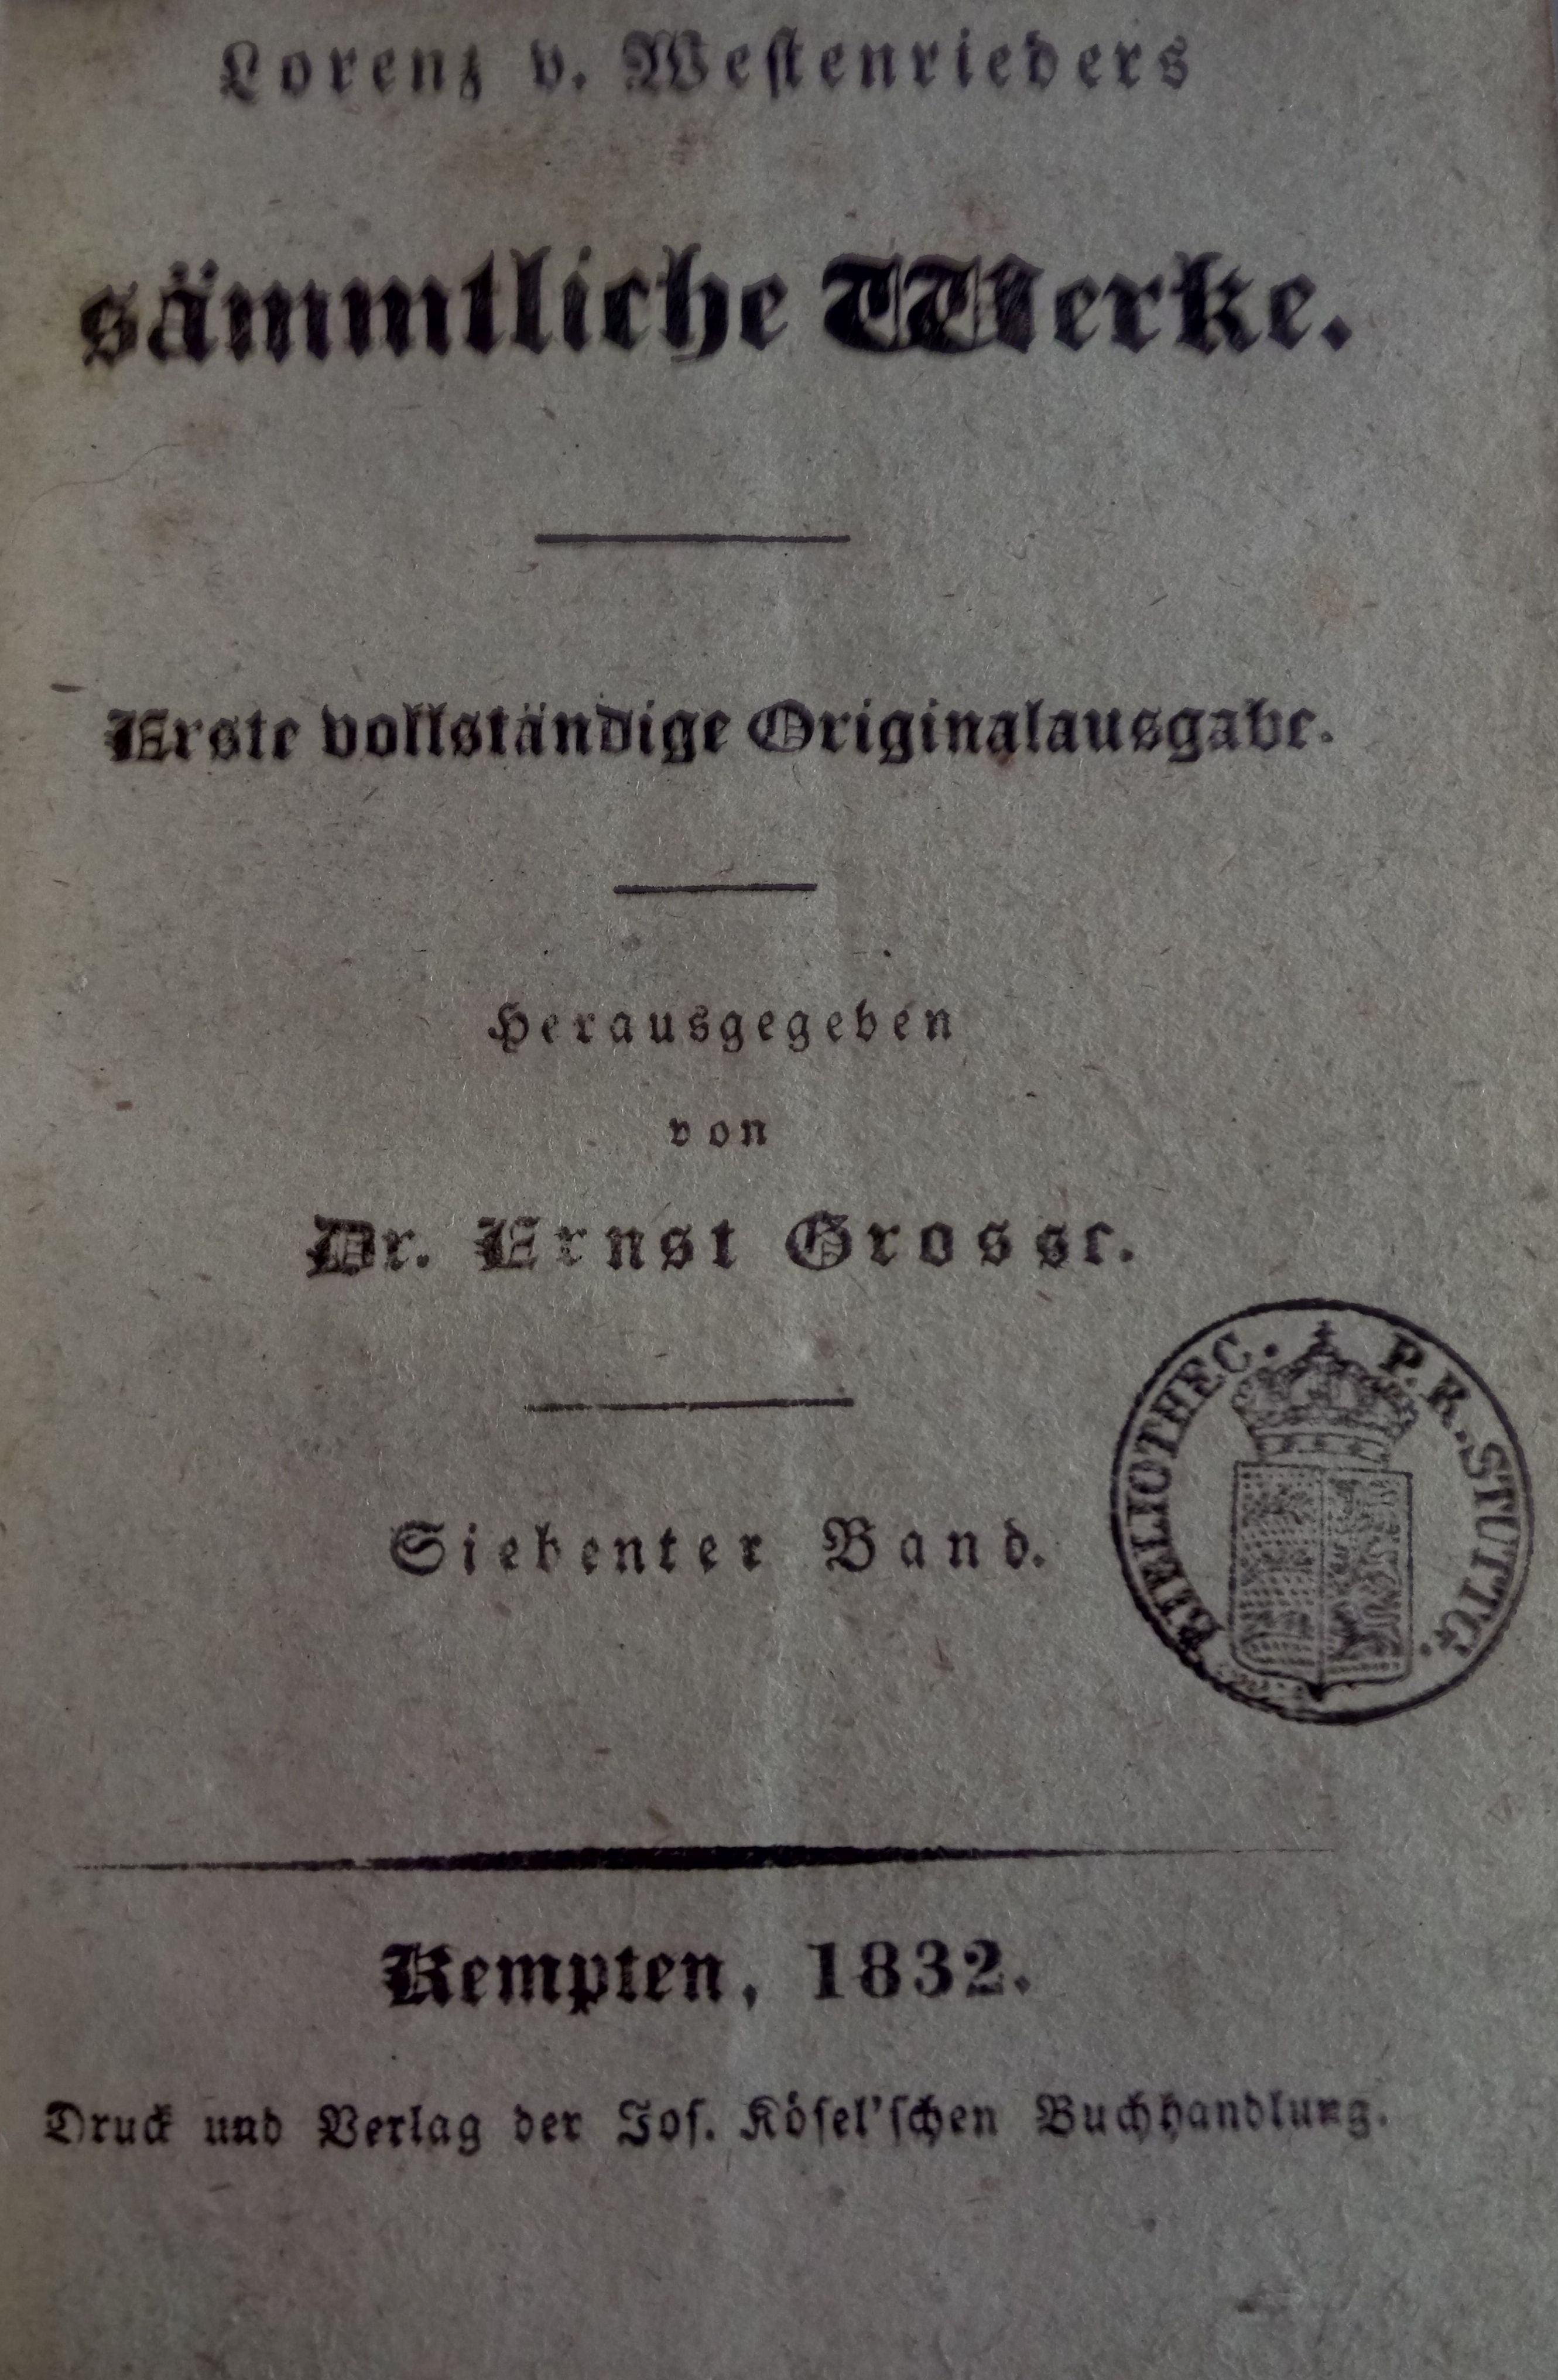 Lorenz v. Westenrieders
sämmtliche Werke.
Erste vollständige Originalausgabe.
Herausgegeben
von
Dr. Ernst Grosse.
BIBLIOTHEC. P. R. STUTTG.
Siebenter Band.
Kempten, 1832.
Druck und Verlag der Jos. Kösel'schen Buchhandlung.